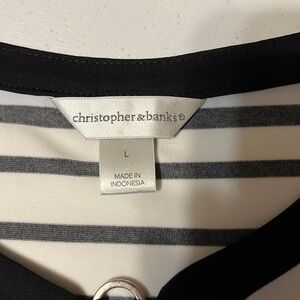 christopher & banks®
L
MADE IN
INDONESIA